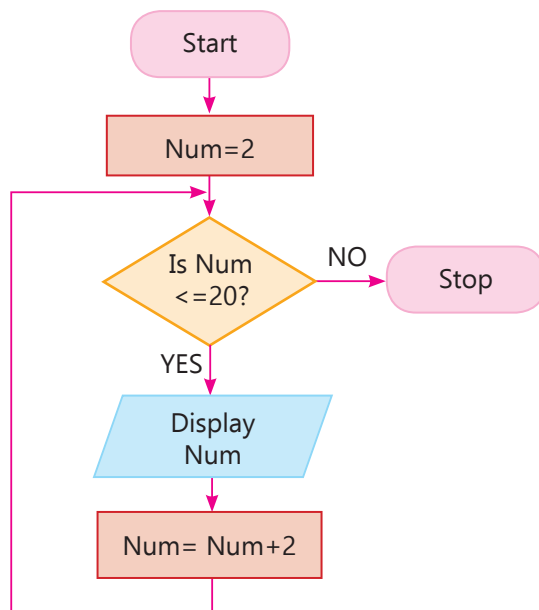 Start
Num=2
Is Num
<=20?
NO
Stop
YES
Display
Num
Num= Num+2